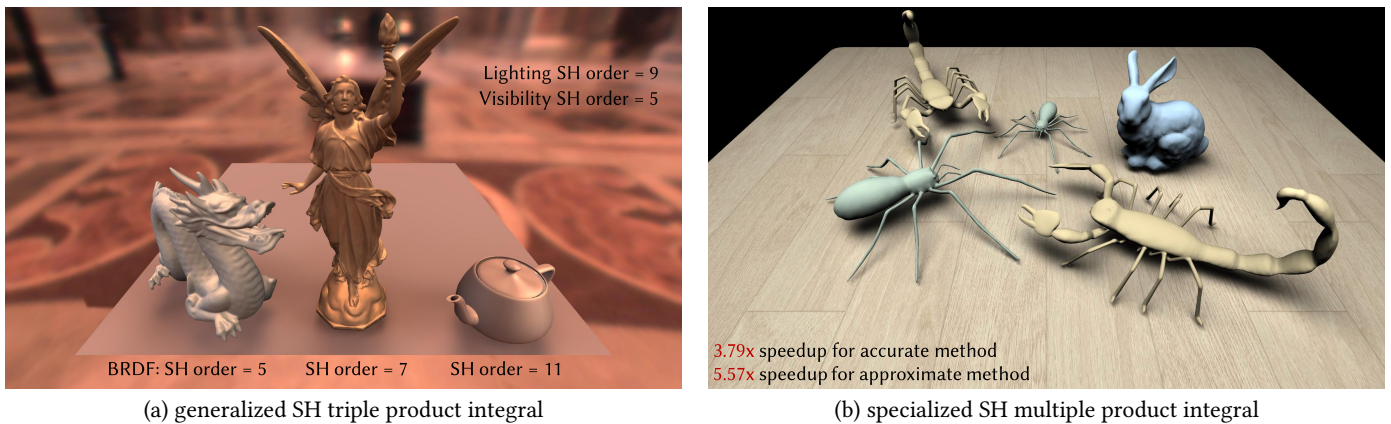 Lighting SH order = 9
Visibility SH order = 5
BRDF: SH order = 5 SH order = 7 SH order = 11
(a) generalized SH triple product integral
3.79x speedup for accurate method
5.57x speedup for approximate method
(b) specialized SH multiple product integral